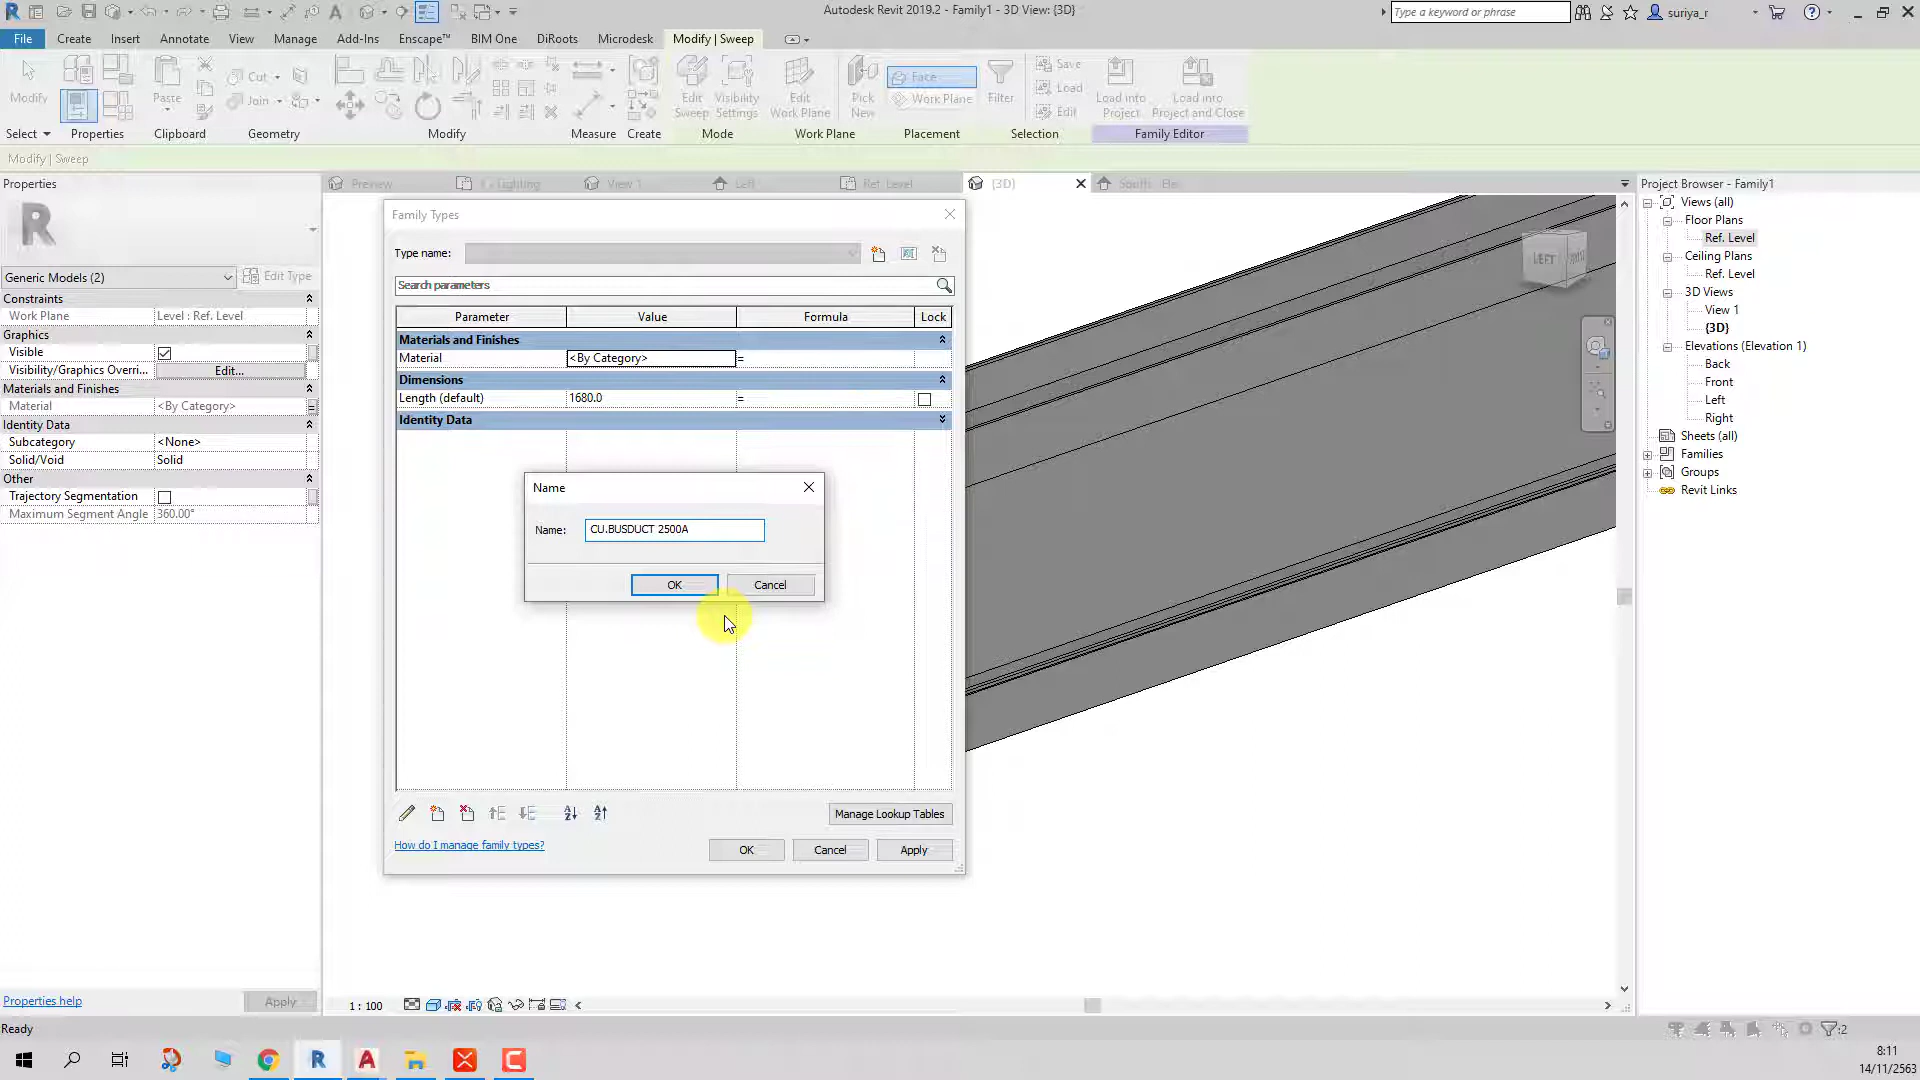 Autodesk Revit 2019.2 - Family1 - 3D View: {3D}
Type a keyword or phrase
suriya_r
File Create Insert Annotate View Manage Add-Ins Enscape™ BIM One DiRoots Microdesk Modify | Sweep
Modify
Paste
Cut
Join
Edit Sweep
Visibility Settings
Edit Work Plane
Pick New
Face
Work Plane
Filter
Save
Load
Edit
Load into Project
Load into Project and Close
Select Properties Clipboard Geometry Modify Measure Create Mode Work Plane Placement Selection Family Editor
Modify | Sweep
Properties
Generic Models (2)
Edit Type
Constraints
Work Plane Level : Ref. Level
Graphics
Visible
Visibility/Graphics Overri... Edit...
Materials and Finishes
Material <By Category>
Identity Data
Subcategory <None>
Solid/Void Solid
Other
Trajectory Segmentation
Maximum Segment Angle 360.00°
Properties help
Apply
Preview
Lighting
View 1
Left
Ref. Level
{3D}
South - Elec
Family Types
Type name:
Search parameters
Parameter Value Formula Lock
Materials and Finishes
Material <By Category> =
Dimensions
Length (default) 1680.0 =
Identity Data
Name
Name: CU.BUSDUCT 2500A
OK Cancel
Manage Lookup Tables
How do I manage family types?
OK Cancel Apply
LEFT
1 : 100
Project Browser - Family1
Views (all)
Floor Plans
Ref. Level
Ceiling Plans
Ref. Level
3D Views
View 1
{3D}
Elevations (Elevation 1)
Back
Front
Left
Right
Sheets (all)
Families
Groups
Revit Links
Ready
:2
8:11
14/11/2563